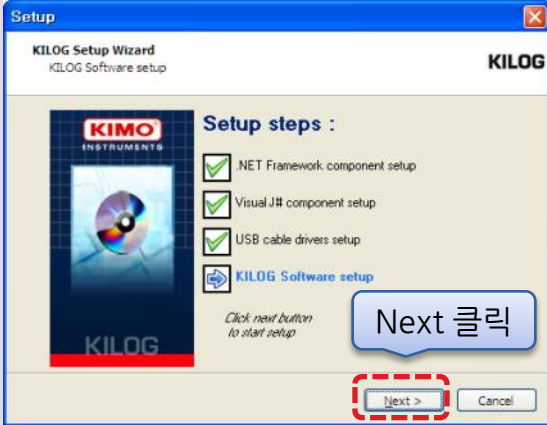 Setup
KILOG Setup Wizard
KILOG Software setup
KILOG
KIMO
INSTRUMENTS
KILOG
Setup steps :
.NET Framework component setup
Visual J# component setup
USB cable drivers setup
KILOG Software setup
Click next button
to start setup
Next 클릭
Next >
Cancel